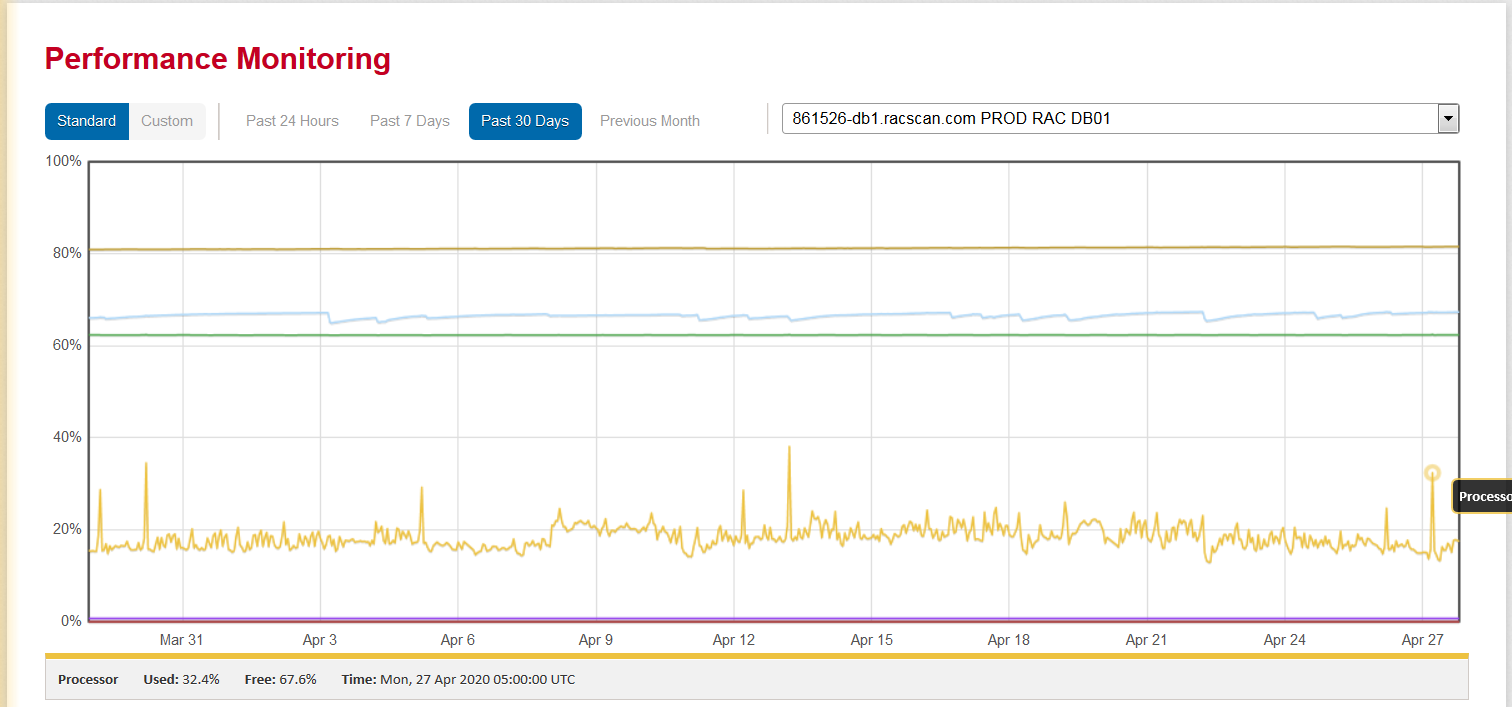 Performance Monitoring
Standard Custom Past 24 Hours Past 7 Days Past 30 Days Previous Month 861526-db1.racscan.com PROD RAC DB01
100%
80%
60%
40%
Processo
20%
0%
Mar 31 Apr 3 Apr 6 Apr 9 Apr 12 Apr 15 Apr 18 Apr 21 Apr 24 Apr 27
Processor Used: 32.4% Free: 67.6% Time: Mon, 27 Apr 2020 05:00:00 UTC